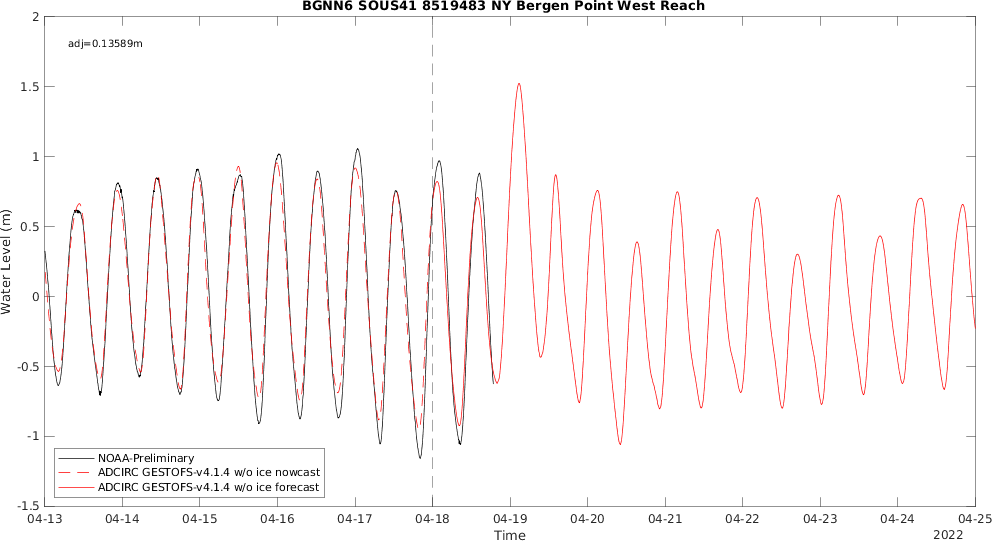 BGNN6 SOUS41 8519483 NY Bergen Point West Reach
adj=0.13589m
2
1.5
1
0.5
0
-0.5
-1
-1.5
Water Level (m)
NOAA-Preliminary
ADCIRC GESTOFS-v4.1.4 w/o ice nowcast
ADCIRC GESTOFS-v4.1.4 w/o ice forecast
04-13 04-14 04-15 04-16 04-17 04-18 04-19 04-20 04-21 04-22 04-23 04-24 04-25
Time
2022